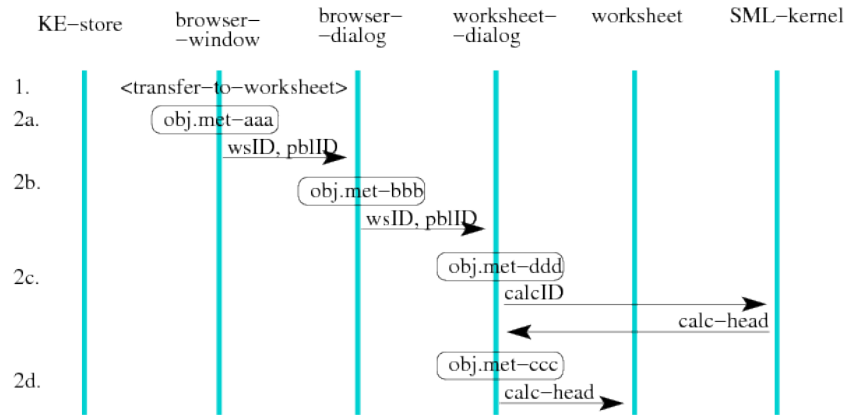 KE-store
browser-
-window
browser-
-dialog
worksheet-
-dialog
worksheet
SML-kernel
1.
<transfer-to-worksheet>
2a.
obj.met-aaa
wsID, pblID
2b.
obj.met-bbb
wsID, pblID
obj.met-ddd
2c.
calcID
calc-head
obj.met-ccc
2d.
calc-head